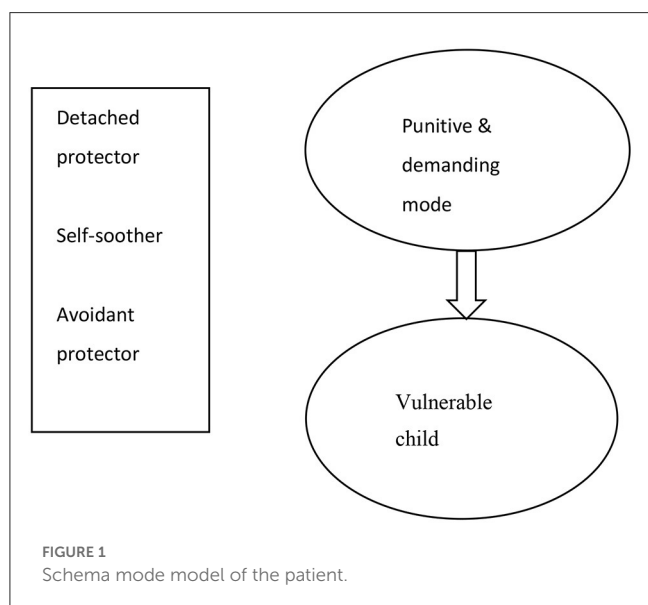 Detached
protector
Self-soother
Avoidant
protector
Punitive &
demanding
mode
Vulnerable
child
FIGURE 1
Schema mode model of the patient.